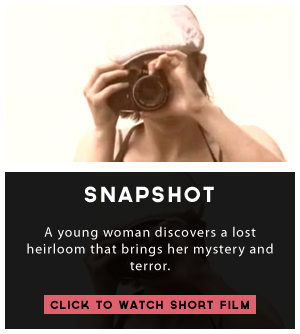 SNAPSHOT
A young woman discovers a lost
heirloom that brings her mystery and
terror.
CLICK TO WATCH SHORT FILM